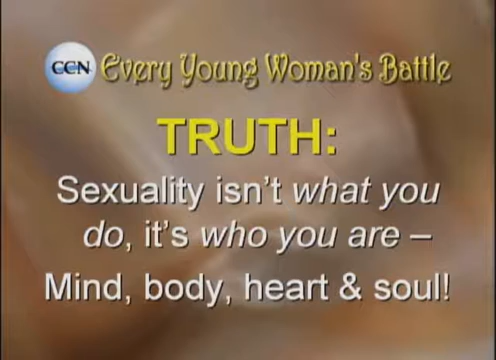 CCN Every Young Woman's Battle
TRUTH:
Sexuality isn't what you
do, it's who you are –
Mind, body, heart & soul!